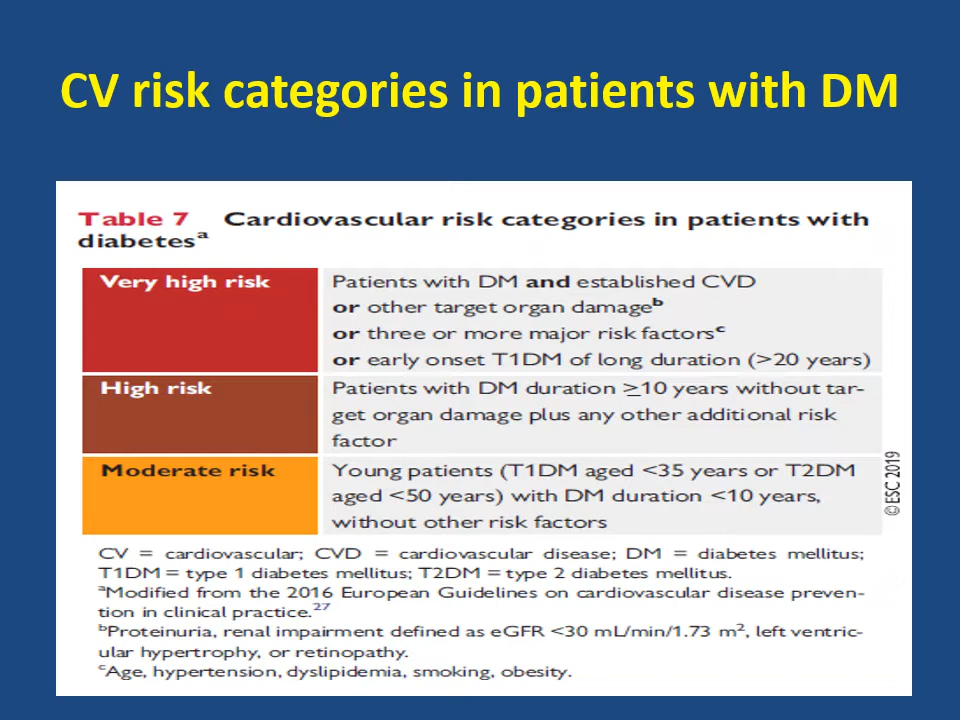 CV risk categories in patients with DM
Table 7 Cardiovascular risk categories in patients with
diabetesᵃ
Very high risk
Patients with DM and established CVD
or other target organ damageᵇ
or three or more major risk factorsᶜ
or early onset T1DM of long duration (>20 years)
High risk
Patients with DM duration ≥10 years without tar-
get organ damage plus any other additional risk
factor
Moderate risk
Young patients (T1DM aged <35 years or T2DM
aged <50 years) with DM duration <10 years,
without other risk factors
©ESC 2019
CV = cardiovascular; CVD = cardiovascular disease; DM = diabetes mellitus;
T1DM = type 1 diabetes mellitus; T2DM = type 2 diabetes mellitus.
ᵃModified from the 2016 European Guidelines on cardiovascular disease preven-
tion in clinical practice.²⁷
ᵇProteinuria, renal impairment defined as eGFR <30 mL/min/1.73 m², left ventric-
ular hypertrophy, or retinopathy.
ᶜAge, hypertension, dyslipidemia, smoking, obesity.